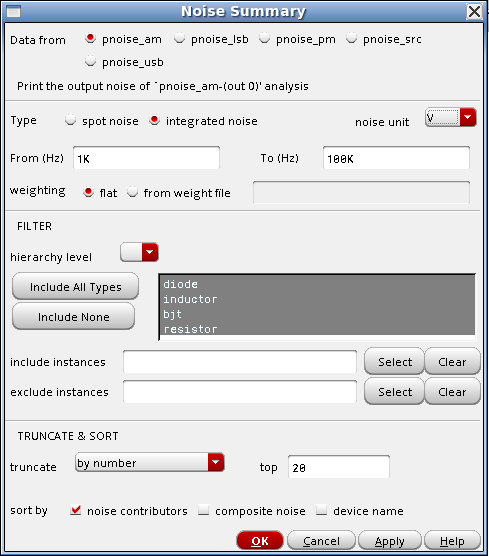 Noise Summary
Data from pnoise_am pnoise_lsb pnoise_pm pnoise_src
pnoise_usb
Print the output noise of `pnoise_am-(out 0)' analysis
Type spot noise integrated noise noise unit V
From (Hz) 1K To (Hz) 100K
weighting flat from weight file
FILTER
hierarchy level
Include All Types
Include None
diode
inductor
bjt
resistor
include instances Select Clear
exclude instances Select Clear
TRUNCATE & SORT
truncate by number top 20
sort by noise contributors composite noise device name
OK Cancel Apply Help